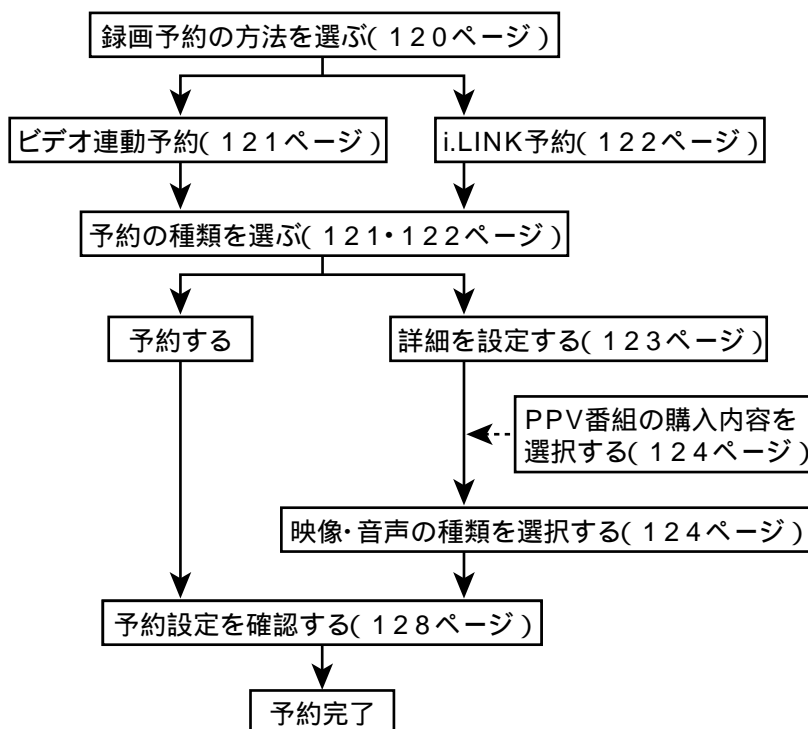 録画予約の方法を選ぶ(120ページ)
ビデオ連動予約(121ページ)
i.LINK予約(122ページ)
予約の種類を選ぶ(121・122ページ)
予約する
詳細を設定する(123ページ)
PPV番組の購入内容を
選択する(124ページ)
映像・音声の種類を選択する(124ページ)
予約設定を確認する(128ページ)
予約完了